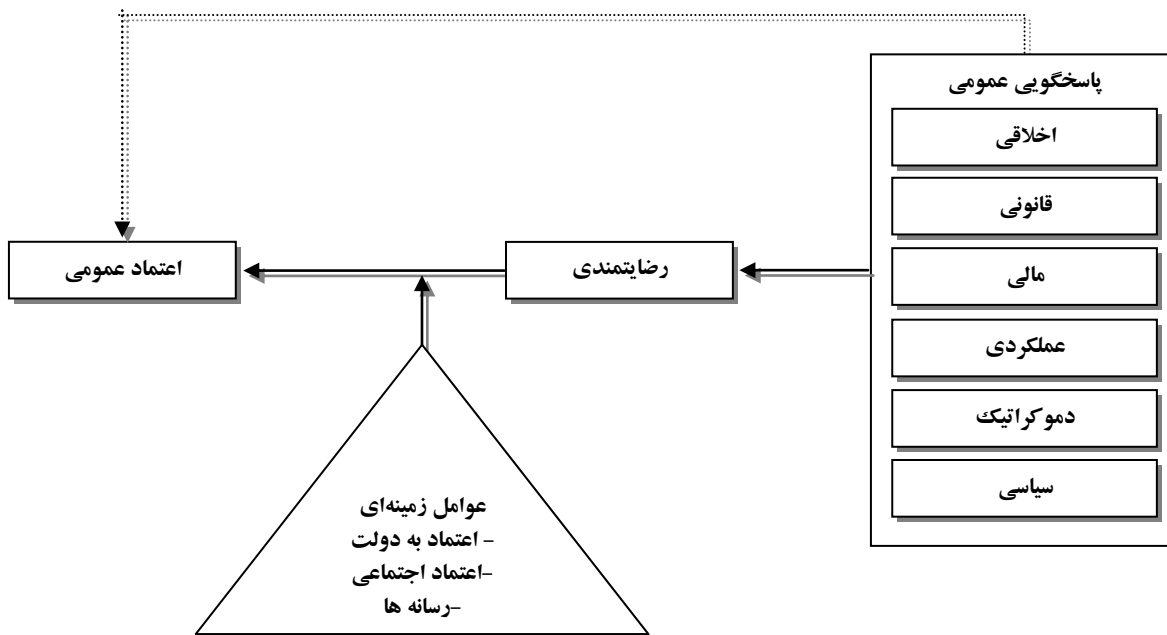 پاسخگویی عمومی
اخلاقی
قانونی
مالی
عملکردی
دموکراتیک
سیاسی
رضایتمندی
اعتماد عمومی
عوامل زمینه‌ای
- اعتماد به دولت
-اعتماد اجتماعی
-رسانه ها